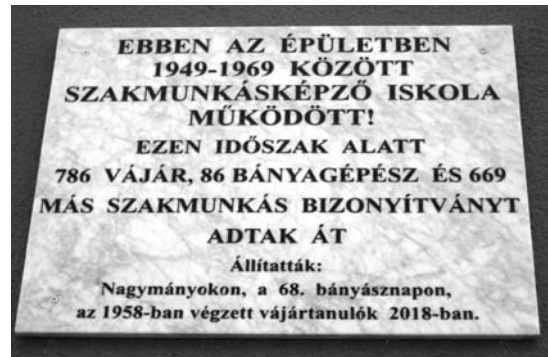 EBBEN AZ ÉPÜLETBEN
1949-1969 KÖZÖTT
SZAKMUNKÁSKÉPZŐ ISKOLA
MŰKÖDÖTT!
EZEN IDŐSZAK ALATT
786 VÁJÁR, 86 BÁNYAGÉPÉSZ ÉS 669
MÁS SZAKMUNKÁS BIZONYÍTVÁNYT
ADTAK ÁT
Állítatták:
Nagymányokon, a 68. bányásznapon,
az 1958-ban végzett vájártanulók 2018-ban.